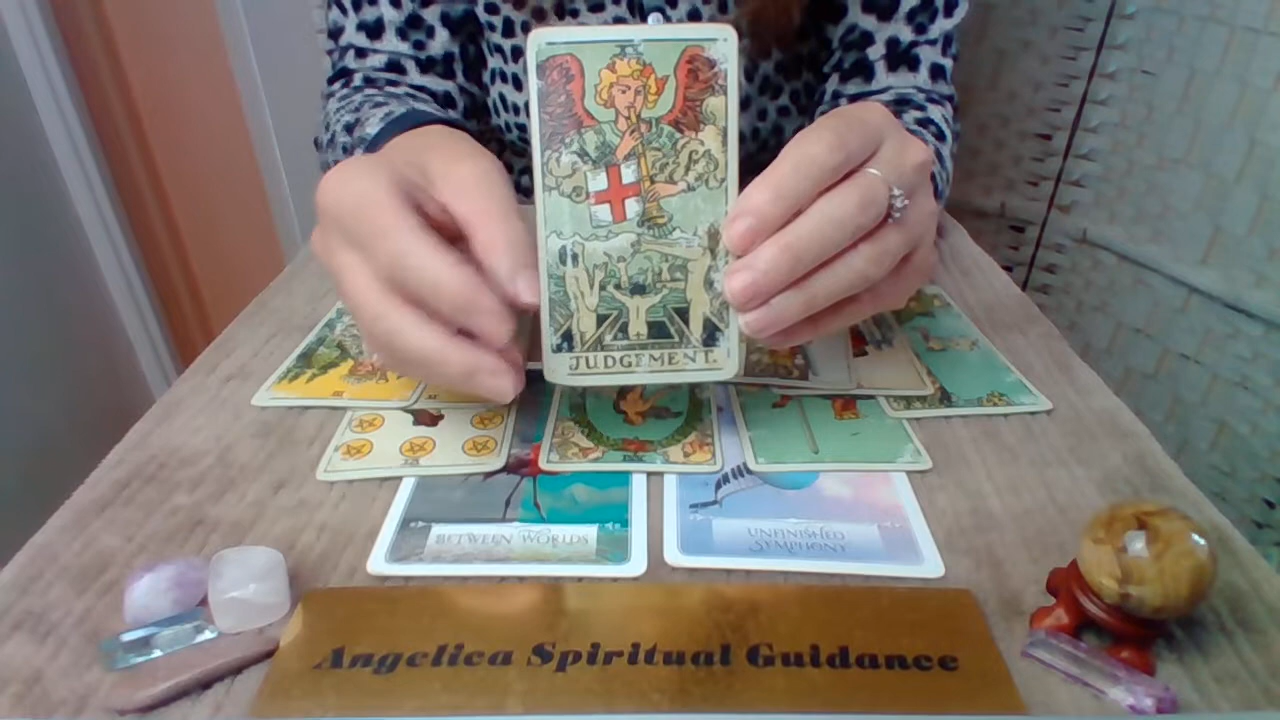 JUDGEMENT.
BETWEEN WORLDS
UNFINISHED
SYMPHONY
Angelica Spiritual Guidance